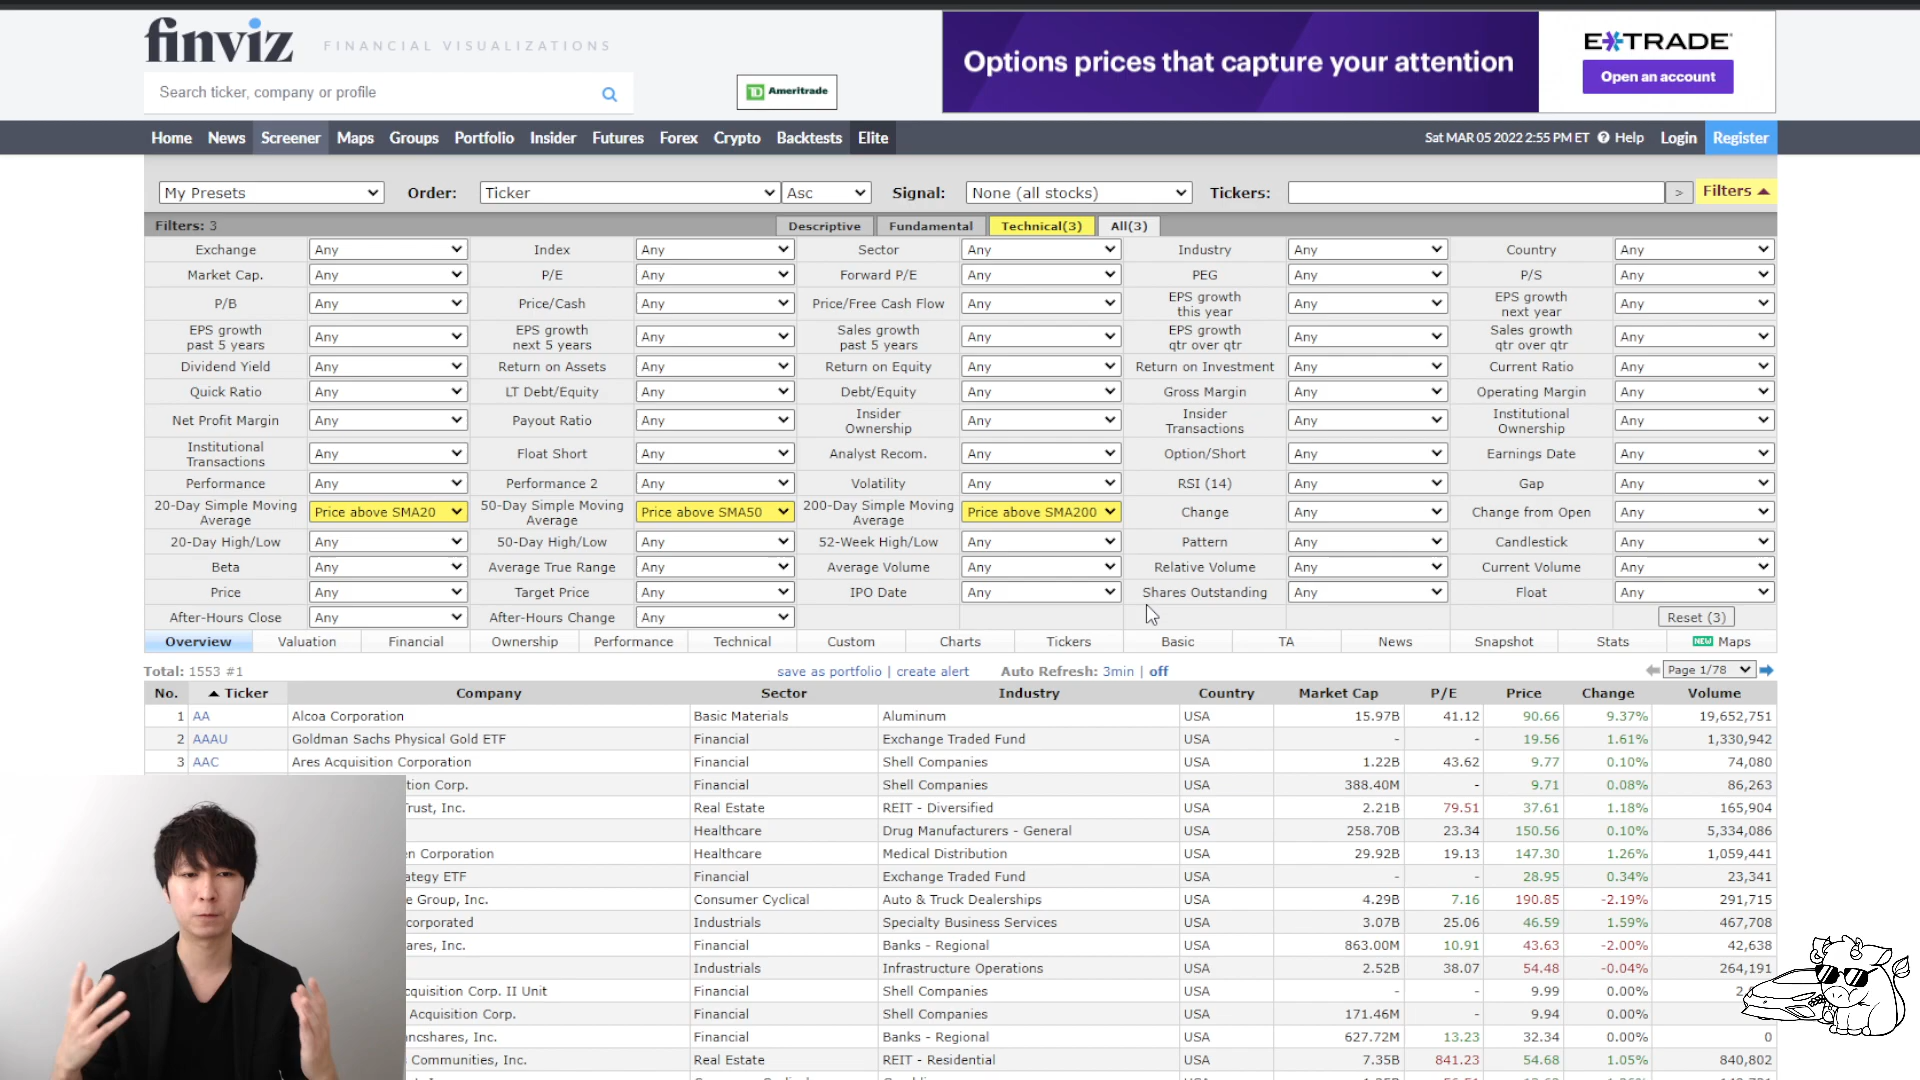 finviz FINANCIAL VISUALIZATIONS
Options prices that capture your attention
E*TRADE
Open an account
Search ticker, company or profile
TD Ameritrade
Home News Screener Maps Groups Portfolio Insider Futures Forex Crypto Backtests Elite Sat MAR 05 2022 2:55 PM ET Help Login Register
My Presets Order: Ticker Asc Signal: None (all stocks) Tickers: > Filters
Filters: 3 Descriptive Fundamental Technical(3) All(3)
Exchange Any Index Any Sector Any Industry Any Country Any
Market Cap. Any P/E Any Forward P/E Any PEG Any P/S Any
P/B Any Price/Cash Any Price/Free Cash Flow Any EPS growth this year Any EPS growth next year Any
EPS growth past 5 years Any EPS growth next 5 years Any Sales growth past 5 years Any EPS growth qtr over qtr Any Sales growth qtr over qtr Any
Dividend Yield Any Return on Assets Any Return on Equity Any Return on Investment Any Current Ratio Any
Quick Ratio Any LT Debt/Equity Any Debt/Equity Any Gross Margin Any Operating Margin Any
Net Profit Margin Any Payout Ratio Any Insider Ownership Any Insider Transactions Any Institutional Ownership Any
Institutional Transactions Any Float Short Any Analyst Recom. Any Option/Short Any Earnings Date Any
Performance Any Performance 2 Any Volatility Any RSI (14) Any Gap Any
20-Day Simple Moving Average Price above SMA20 50-Day Simple Moving Average Price above SMA50 200-Day Simple Moving Average Price above SMA200 Change Any Change from Open Any
20-Day High/Low Any 50-Day High/Low Any 52-Week High/Low Any Pattern Any Candlestick Any
Beta Any Average True Range Any Average Volume Any Relative Volume Any Current Volume Any
Price Any Target Price Any IPO Date Any Shares Outstanding Any Float Any
After-Hours Close Any After-Hours Change Any Reset (3)
Overview Valuation Financial Ownership Performance Technical Custom Charts Tickers Basic TA News Snapshot Stats NEW Maps
Total: 1553 #1 save as portfolio | create alert Auto Refresh: 3min | off Page 1/78
No. Ticker Company Sector Industry Country Market Cap P/E Price Change Volume
1 AA Alcoa Corporation Basic Materials Aluminum USA 15.97B 41.12 90.66 9.37% 19,652,751
2 AAAU Goldman Sachs Physical Gold ETF Financial Exchange Traded Fund USA - - 19.56 1.61% 1,330,942
3 AAC Ares Acquisition Corporation Financial Shell Companies USA 1.22B 43.62 9.77 0.10% 74,080
tion Corp. Financial Shell Companies USA 388.40M - 9.71 0.08% 86,263
rust, Inc. Real Estate REIT - Diversified USA 2.21B 79.51 37.61 1.18% 165,904
Healthcare Drug Manufacturers - General USA 258.70B 23.34 150.56 0.10% 5,334,086
en Corporation Healthcare Medical Distribution USA 29.92B 19.13 147.30 1.26% 1,059,441
ategy ETF Financial Exchange Traded Fund USA - - 28.95 0.34% 23,341
e Group, Inc. Consumer Cyclical Auto & Truck Dealerships USA 4.29B 7.16 190.85 -2.19% 291,715
corporated Industrials Specialty Business Services USA 3.07B 25.06 46.59 1.59% 467,708
ares, Inc. Financial Banks - Regional USA 863.00M 10.91 43.63 -2.00% 42,638
Industrials Infrastructure Operations USA 2.52B 38.07 54.48 -0.04% 264,191
cquisition Corp. II Unit Financial Shell Companies USA - - 9.99 0.00%
Acquisition Corp. Financial Shell Companies USA 171.46M - 9.94 0.00%
ncshares, Inc. Financial Banks - Regional USA 627.72M 13.23 32.34 0.00% 0
Communities, Inc. Real Estate REIT - Residential USA 7.35B 841.23 54.68 1.05% 840,802